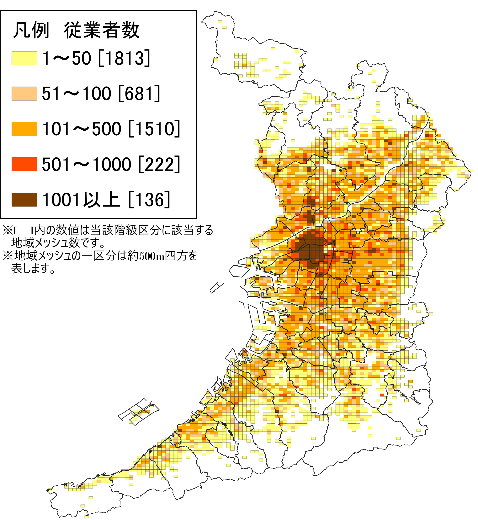 凡例 従業者数
1～50 [1813]
51～100 [681]
101～500 [1510]
501～1000 [222]
1001以上 [136]
※[ ]内の数値は当該階級区分に該当する
地域メッシュ数です。
※地域メッシュの一区分は約500m四方を
表します。